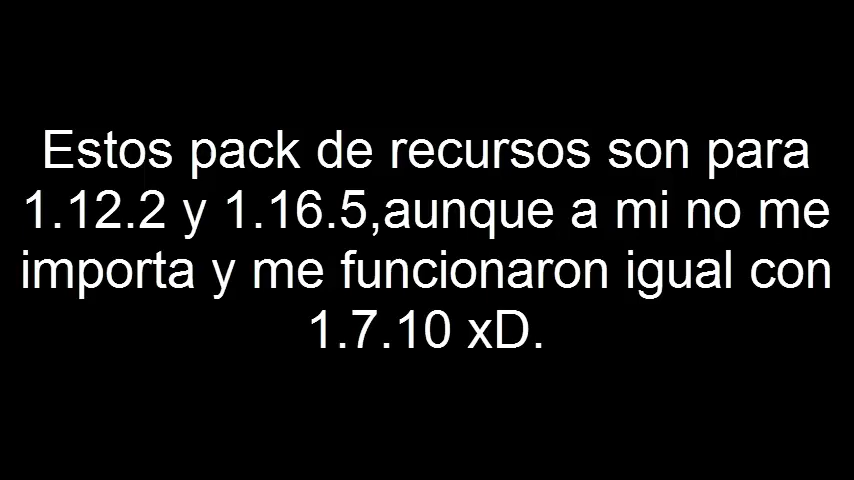 Estos pack de recursos son para
1.12.2 y 1.16.5,aunque a mi no me
importa y me funcionaron igual con
1.7.10 xD.